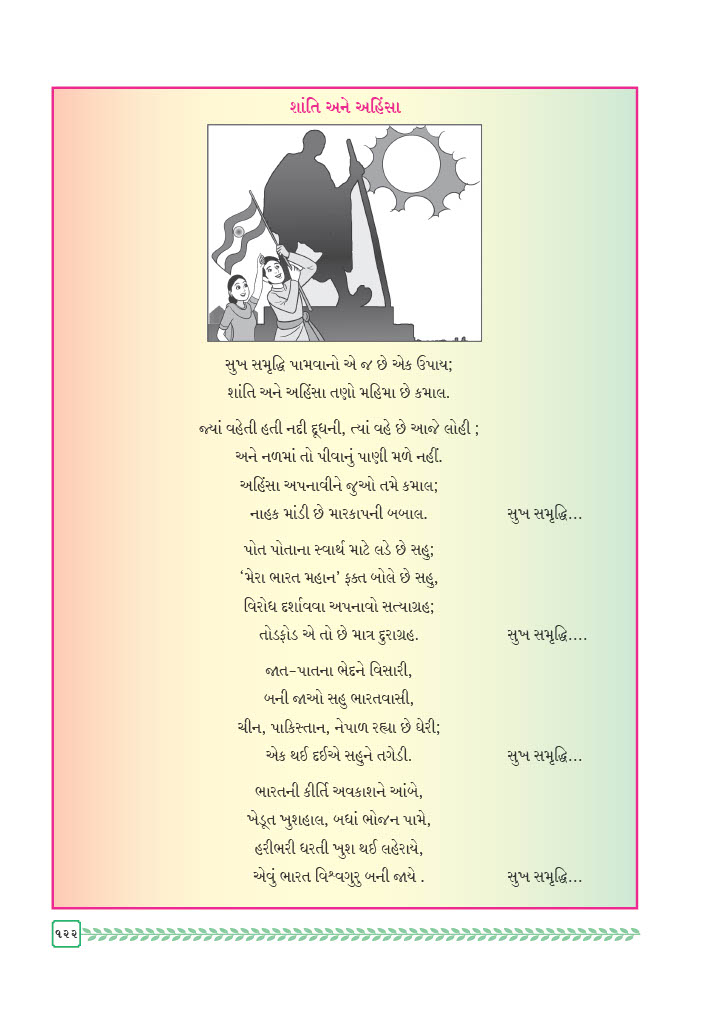 શાંતિ અને અહિંસા
સુખ સમૃદ્ધિ પામવાનો એ જ છે એક ઉપાય;
શાંતિ અને અહિંસા તણો મહિમા છે કમાલ.
જ્યાં વહેતી હતી નદી દૂધની, ત્યાં વહે છે આજે લોહી ;
અને નળમાં તો પીવાનું પાણી મળે નહીં.
અહિંસા અપનાવીને જુઓ તમે કમાલ;
નાહક માંડી છે મારકાપની બબાલ. સુખ સમૃદ્ધિ...
પોત પોતાના સ્વાર્થ માટે લડે છે સહુ;
‘મેરા ભારત મહાન’ ફક્ત બોલે છે સહુ,
વિરોધ દર્શાવવા અપનાવો સત્યાગ્રહ;
તોડફોડ એ તો છે માત્ર દુરાગ્રહ. સુખ સમૃદ્ધિ....
જાત-પાતના ભેદને વિસારી,
બની જાઓ સહુ ભારતવાસી,
ચીન, પાકિસ્તાન, નેપાળ રહ્યા છે ઘેરી;
એક થઈ દઈએ સહુને તગેડી. સુખ સમૃદ્ધિ...
ભારતની કીર્તિ અવકાશને આંબે,
ખેડૂત ખુશહાલ, બધાં ભોજન પામે,
હરીભરી ધરતી ખુશ થઈ લહેરાયે,
એવું ભારત વિશ્વગુરુ બની જાયે . સુખ સમૃદ્ધિ...
૧૨૨